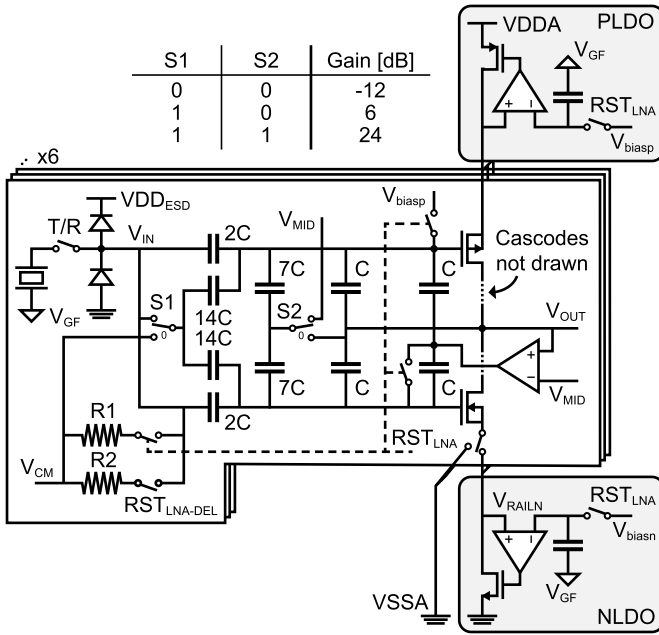 VDDA
PLDO
V_GF
RST_LNA
V_biasp
S1 S2 Gain [dB]
0 0 -12
1 0 6
1 1 24
x6
VDD_ESD
T/R
V_IN
2C
V_MID
V_biasp
Cascodes
not drawn
7C
C
C
S1
0
14C
14C
S2
0
V_OUT
V_GF
7C
C
C
V_MID
2C
R1
R2
V_CM
RST_LNA
RST_LNA-DEL
V_RAILN
RST_LNA
V_biasn
V_GF
VSSA
NLDO
+
−
+
−
+
−